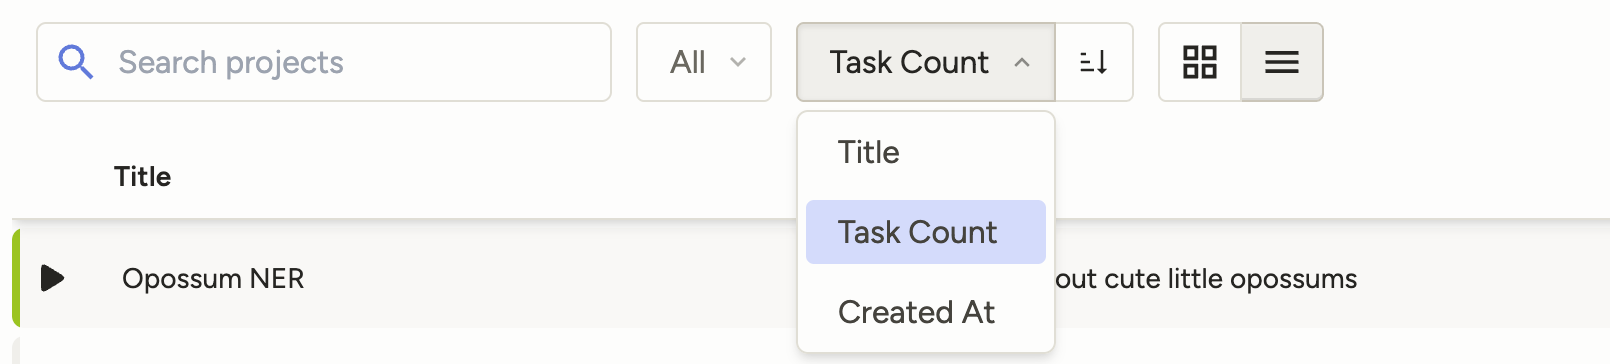 Search projects
All
Task Count
Title
Task Count
Created At
Title
Opossum NER
out cute little opossums